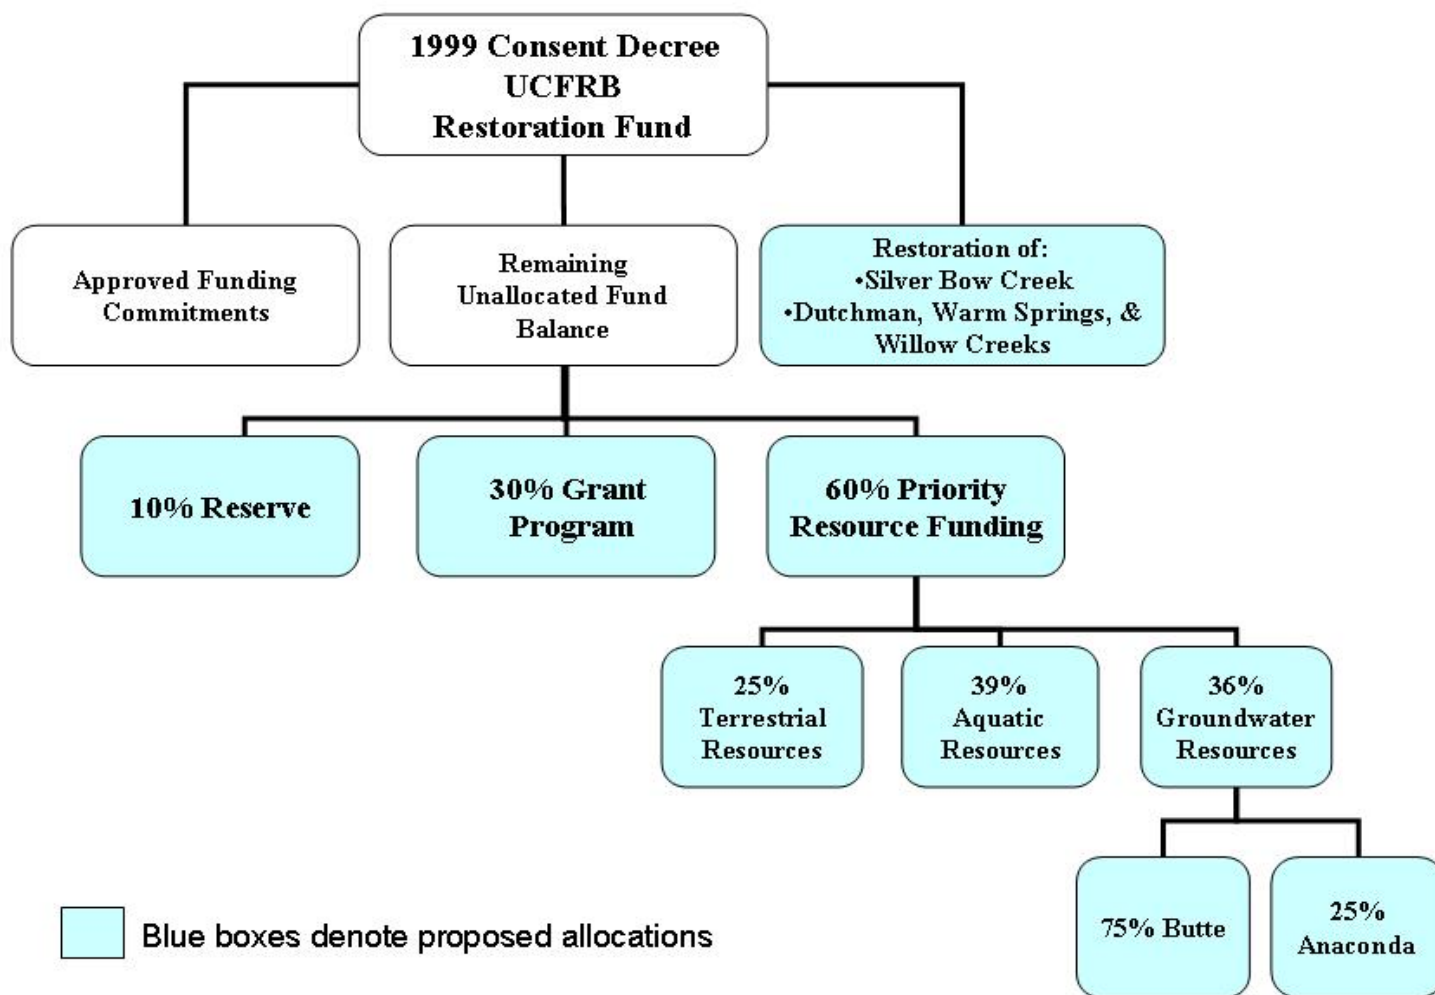 1999 Consent Decree
UCFRB
Restoration Fund
Approved Funding
Commitments
Remaining
Unallocated Fund
Balance
Restoration of:
•Silver Bow Creek
•Dutchman, Warm Springs, &
Willow Creeks
10% Reserve
30% Grant
Program
60% Priority
Resource Funding
25%
Terrestrial
Resources
39%
Aquatic
Resources
36%
Groundwater
Resources
75% Butte
25%
Anaconda
Blue boxes denote proposed allocations